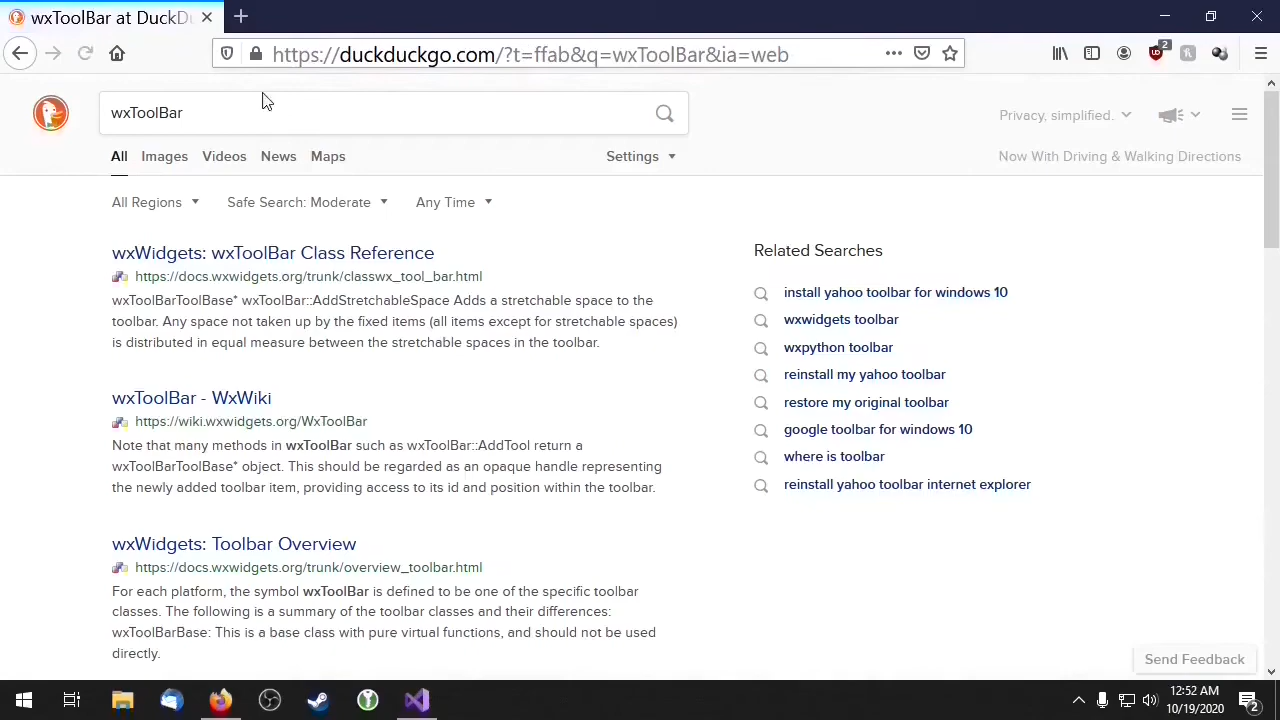 wxToolBar at DuckDu
https://duckduckgo.com/?t=ffab&q=wxToolBar&ia=web
2
wxToolBar
Privacy, simplified.
All Images Videos News Maps Settings
Now With Driving & Walking Directions
All Regions Safe Search: Moderate Any Time
wxWidgets: wxToolBar Class Reference
https://docs.wxwidgets.org/trunk/classwx_tool_bar.html
wxToolBarToolBase* wxToolBar::AddStretchableSpace Adds a stretchable space to the
toolbar. Any space not taken up by the fixed items (all items except for stretchable spaces)
is distributed in equal measure between the stretchable spaces in the toolbar.
wxToolBar - WxWiki
https://wiki.wxwidgets.org/WxToolBar
Note that many methods in wxToolBar such as wxToolBar::AddTool return a
wxToolBarToolBase* object. This should be regarded as an opaque handle representing
the newly added toolbar item, providing access to its id and position within the toolbar.
wxWidgets: Toolbar Overview
https://docs.wxwidgets.org/trunk/overview_toolbar.html
For each platform, the symbol wxToolBar is defined to be one of the specific toolbar
classes. The following is a summary of the toolbar classes and their differences:
wxToolBarBase: This is a base class with pure virtual functions, and should not be used
directly.
Related Searches
install yahoo toolbar for windows 10
wxwidgets toolbar
wxpython toolbar
reinstall my yahoo toolbar
restore my original toolbar
google toolbar for windows 10
where is toolbar
reinstall yahoo toolbar internet explorer
Send Feedback
12:52 AM
10/19/2020
2